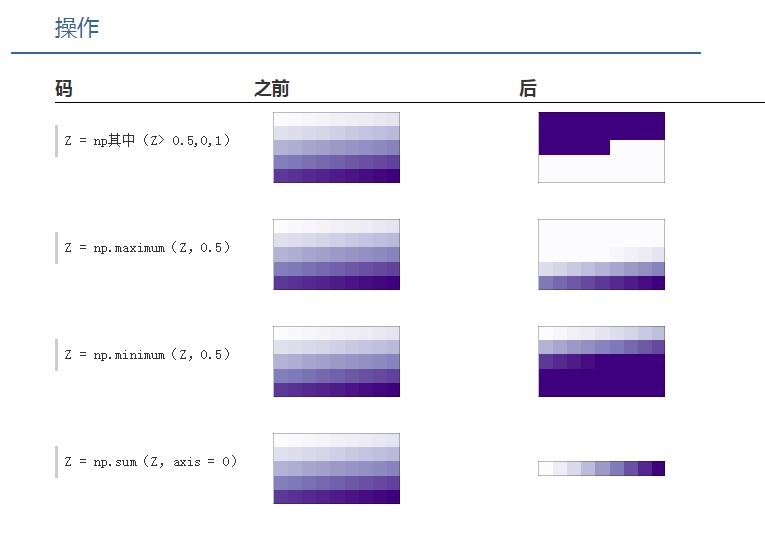 操作
码 之前 后
Z = np其中（Z> 0.5,0,1）
Z = np.maximum（Z，0.5）
Z = np.minimum（Z，0.5）
Z = np.sum（Z，axis = 0）